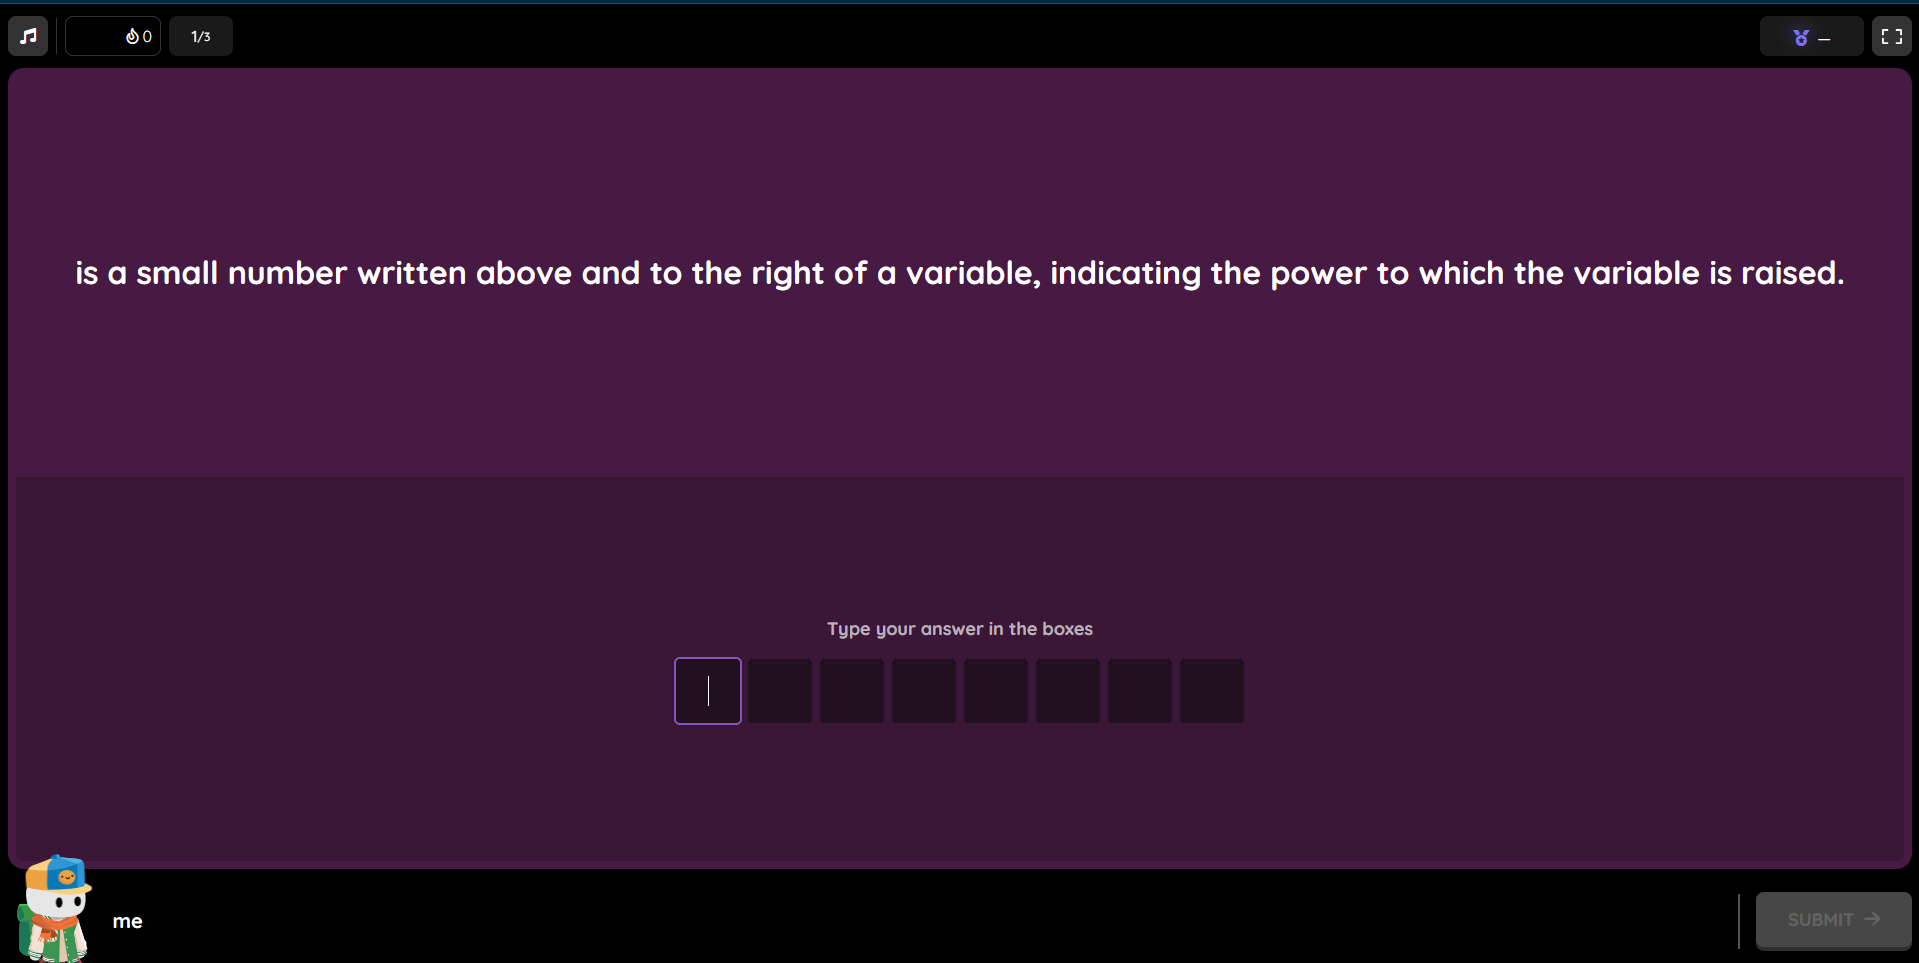 0
1/3
—
is a small number written above and to the right of a variable, indicating the power to which the variable is raised.
Type your answer in the boxes
me
SUBMIT →